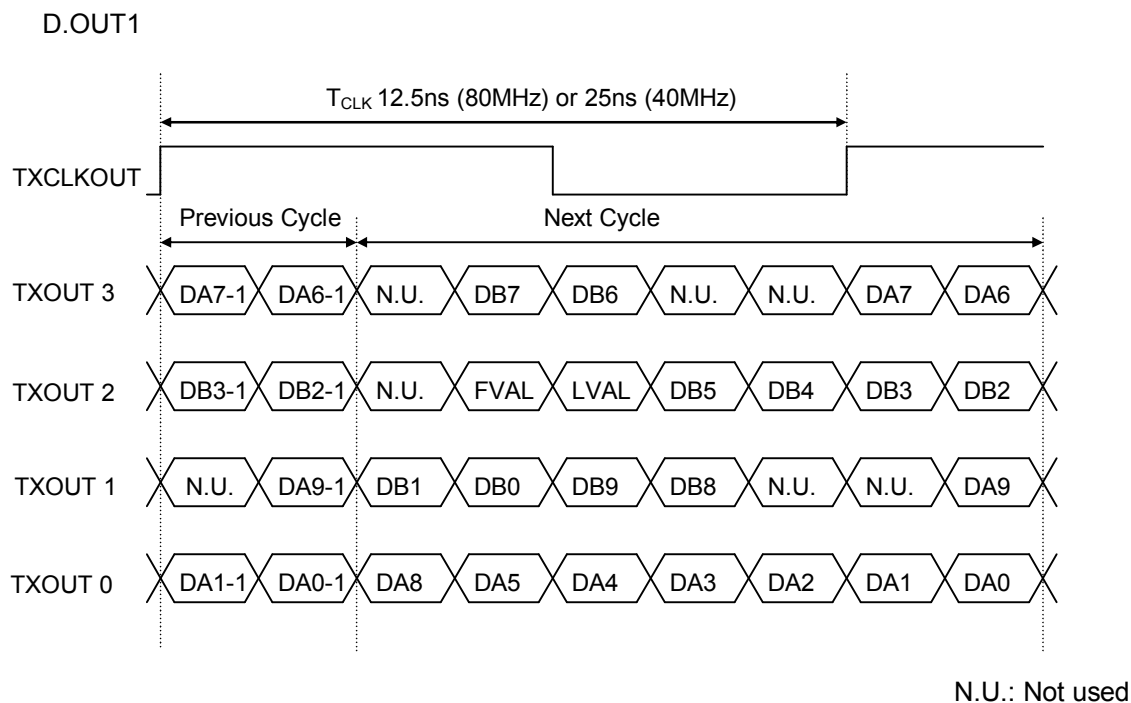 D.OUT1
TCLK 12.5ns (80MHz) or 25ns (40MHz)
TXCLKOUT
Previous Cycle Next Cycle
TXOUT 3 DA7-1 DA6-1 N.U. DB7 DB6 N.U. N.U. DA7 DA6
TXOUT 2 DB3-1 DB2-1 N.U. FVAL LVAL DB5 DB4 DB3 DB2
TXOUT 1 N.U. DA9-1 DB1 DB0 DB9 DB8 N.U. N.U. DA9
TXOUT 0 DA1-1 DA0-1 DA8 DA5 DA4 DA3 DA2 DA1 DA0
N.U.: Not used